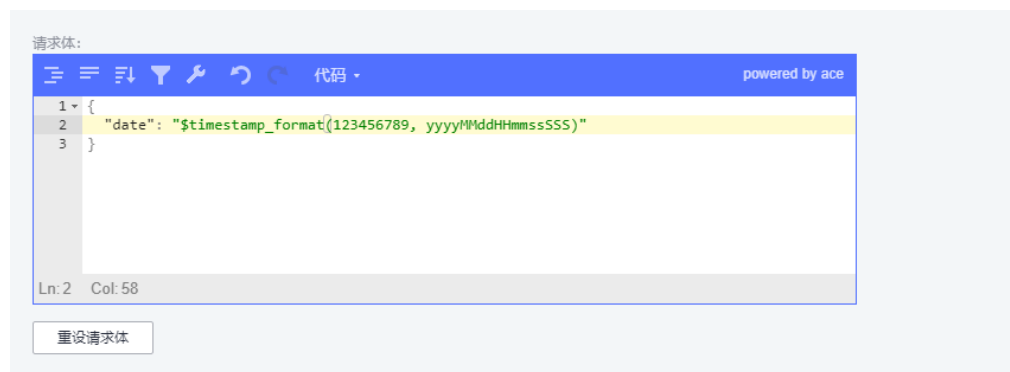 请求体:
代码
powered by ace
1 {
2 "date": "$timestamp_format(123456789, yyyyMMddHHmmssSSS)"
3 }
Ln: 2 Col: 58
重设请求体